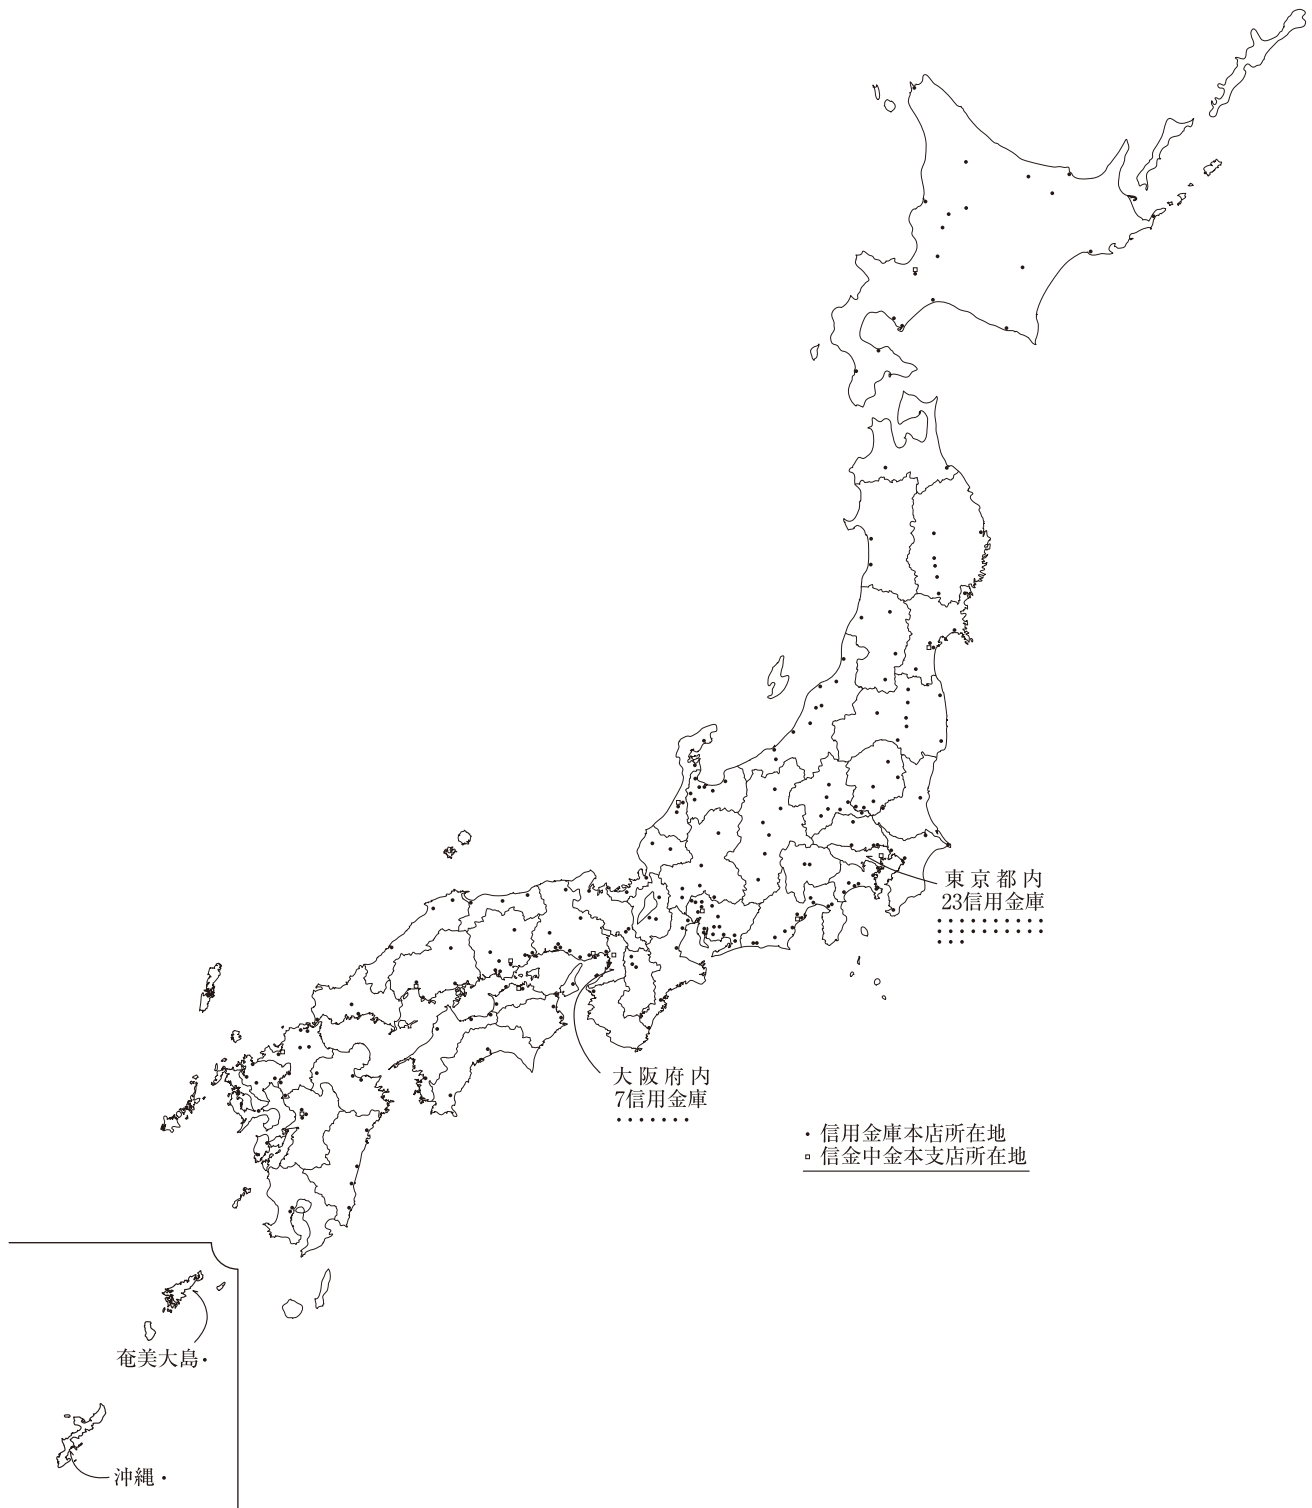 東京都内
23信用金庫
大阪府内
7信用金庫
・信用金庫本店所在地
□信金中金本支店所在地
奄美大島・
沖縄・